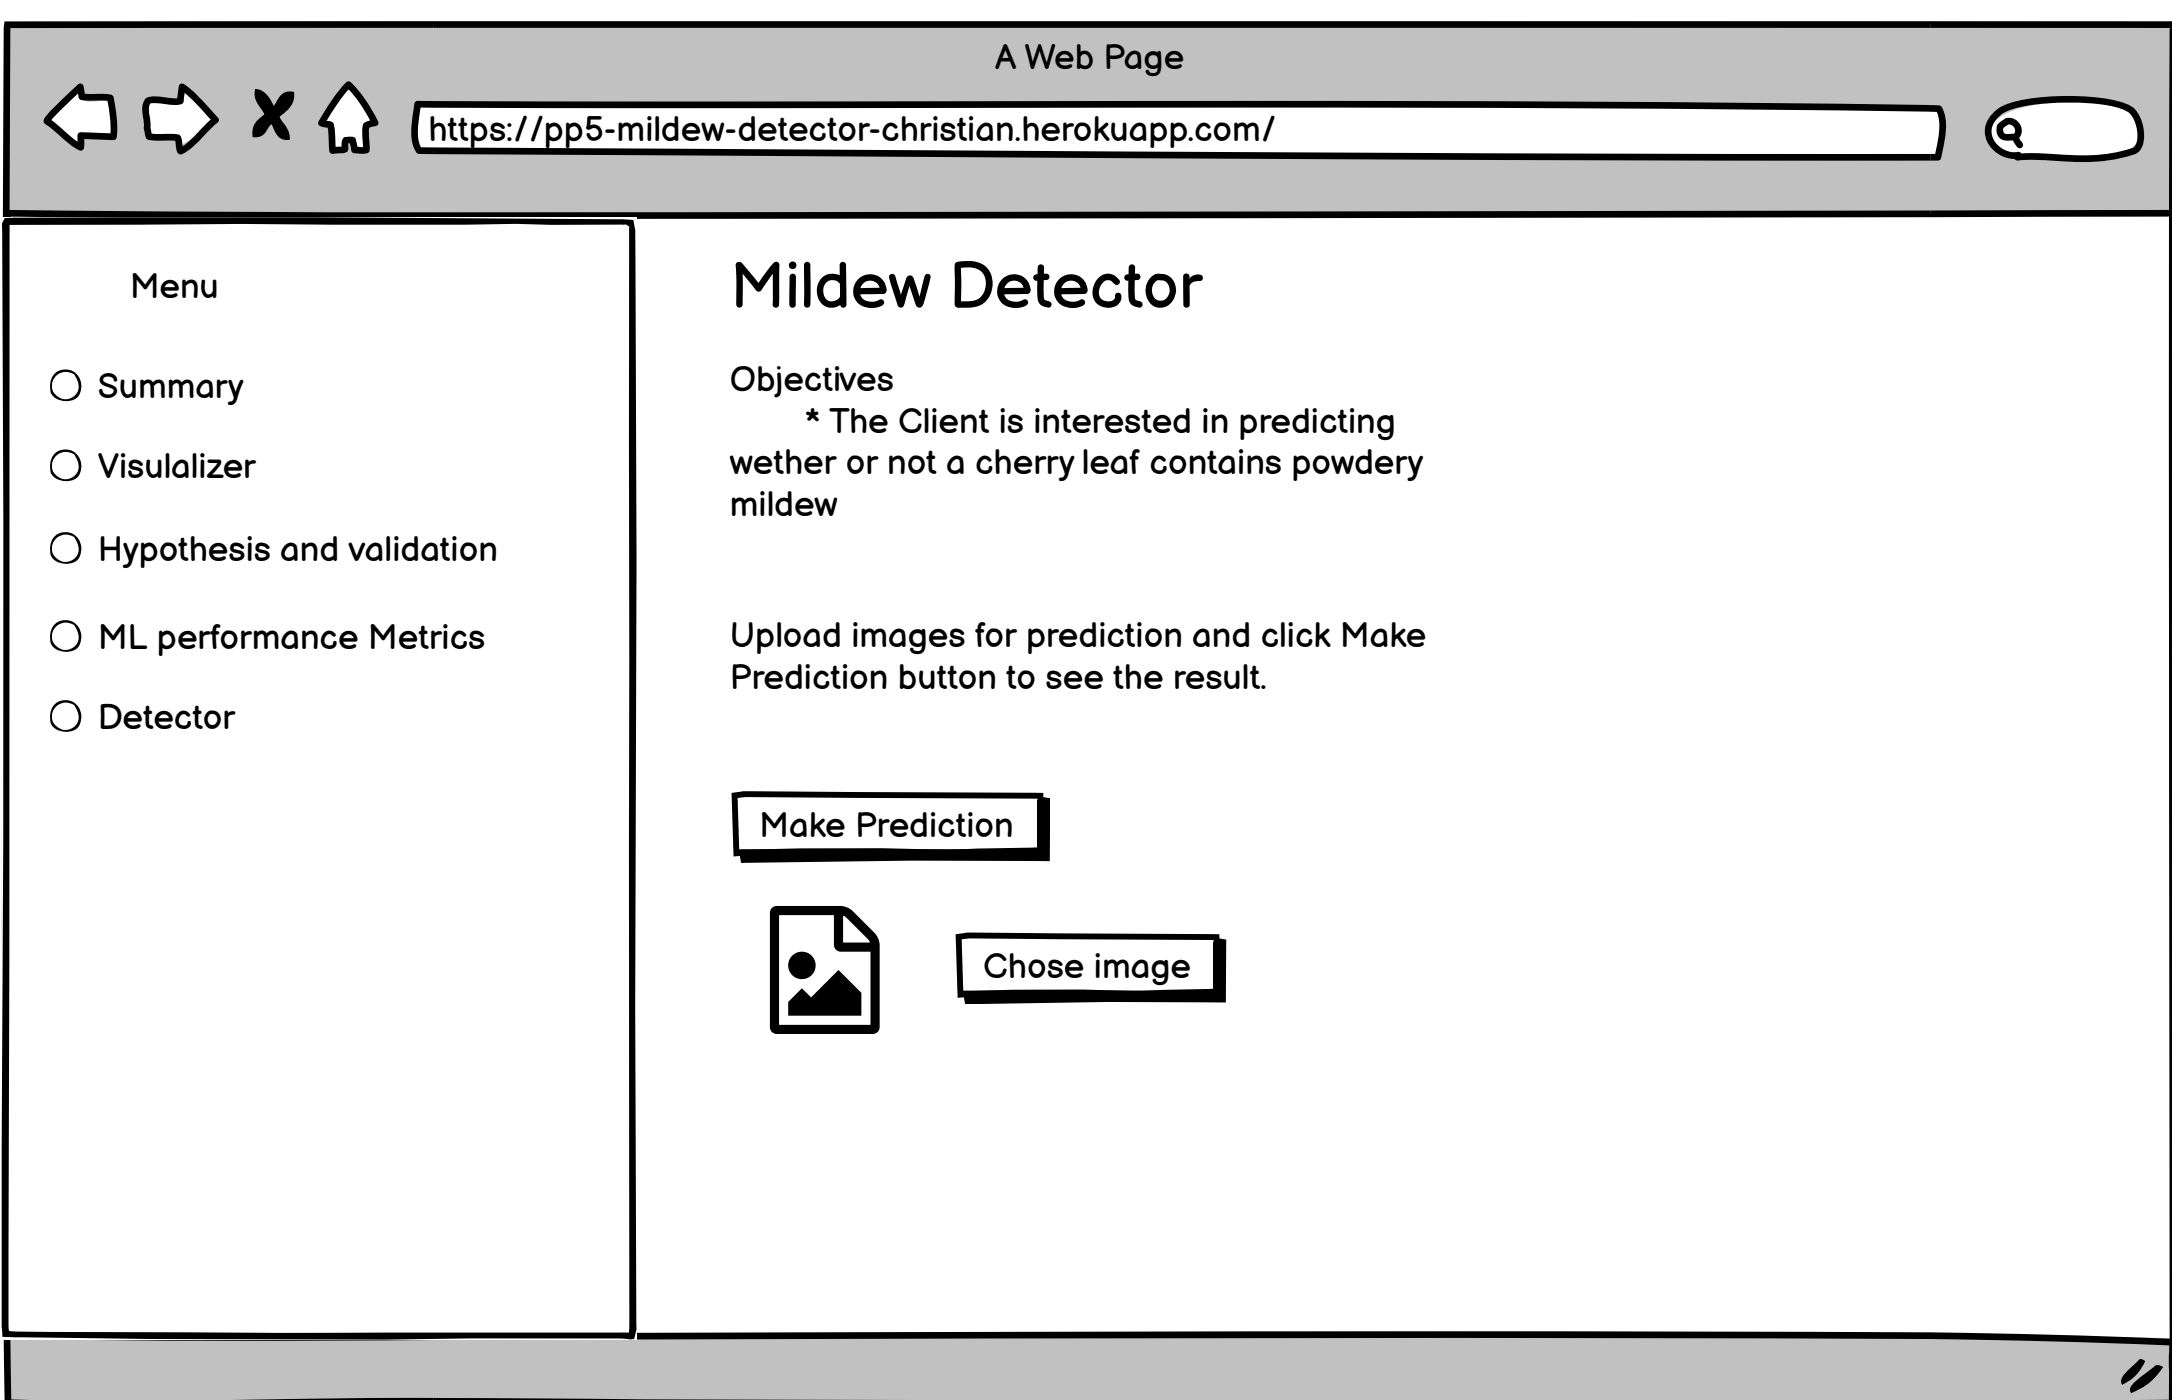 A Web Page
https://pp5-mildew-detector-christian.herokuapp.com/
Menu
Summary
Visulalizer
Hypothesis and validation
ML performance Metrics
Detector
Mildew Detector
Objectives
* The Client is interested in predicting
wether or not a cherry leaf contains powdery
mildew
Upload images for prediction and click Make
Prediction button to see the result.
Make Prediction
Chose image